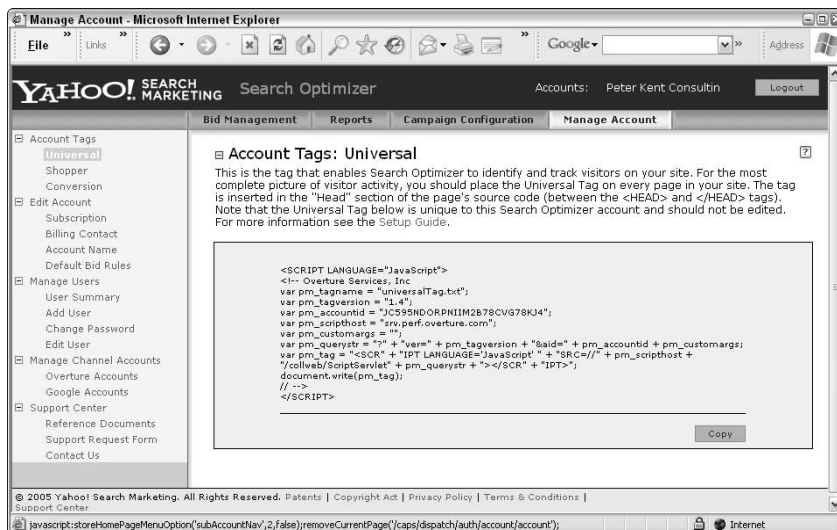 Manage Account - Microsoft Internet Explorer
File » Links » Google » Address
YAHOO! SEARCH MARKETING Search Optimizer Accounts: Peter Kent Consultin Logout
Bid Management Reports Campaign Configuration Manage Account
Account Tags
Universal
Shopper
Conversion
Edit Account
Subscription
Billing Contact
Account Name
Default Bid Rules
Manage Users
User Summary
Add User
Change Password
Edit User
Manage Channel Accounts
Overture Accounts
Google Accounts
Support Center
Reference Documents
Support Request Form
Contact Us
Account Tags: Universal ?
This is the tag that enables Search Optimizer to identify and track visitors on your site. For the most
complete picture of visitor activity, you should place the Universal Tag on every page in your site. The tag
is inserted in the "Head" section of the page's source code (between the <HEAD> and </HEAD> tags).
Note that the Universal Tag below is unique to this Search Optimizer account and should not be edited.
For more information see the Setup Guide.
<SCRIPT LANGUAGE="JavaScript">
<!-- Overture Services, Inc
var pm_tagname = "universalTag.txt";
var pm_tagversion = "1.4";
var pm_accountid = "JC595NDORPNIIM2B78CVG78KJ4";
var pm_scripthost = "srv.perf.overture.com";
var pm_customargs = "";
var pm_querystr = "?" + "ver=" + pm_tagversion + "&aid=" + pm_accountid + pm_customargs;
var pm_tag = "<SCR" + "IPT LANGUAGE='JavaScript' " + "SRC=//" + pm_scripthost +
"/collweb/ScriptServlet" + pm_querystr + "></SCR" + "IPT>";
document.write(pm_tag);
// -->
</SCRIPT>
Copy
© 2005 Yahoo! Search Marketing. All Rights Reserved. Patents | Copyright Act | Privacy Policy | Terms & Conditions |
Support Center
javascript:storeHomePageMenuOption('subAccountNav',2,false);removeCurrentPage('/caps/dispatch/auth/account/account'); Internet